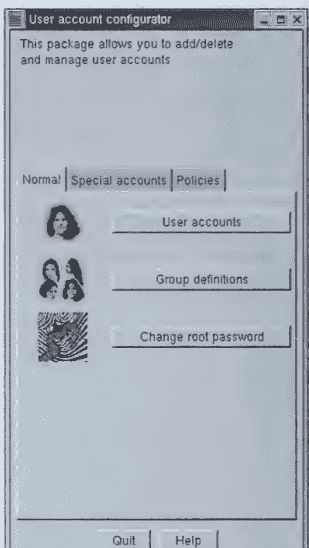 User account configurator
This package allows you to add/delete
and manage user accounts
Normal Special accounts Policies
User accounts
Group definitions
Change root password
Quit Help